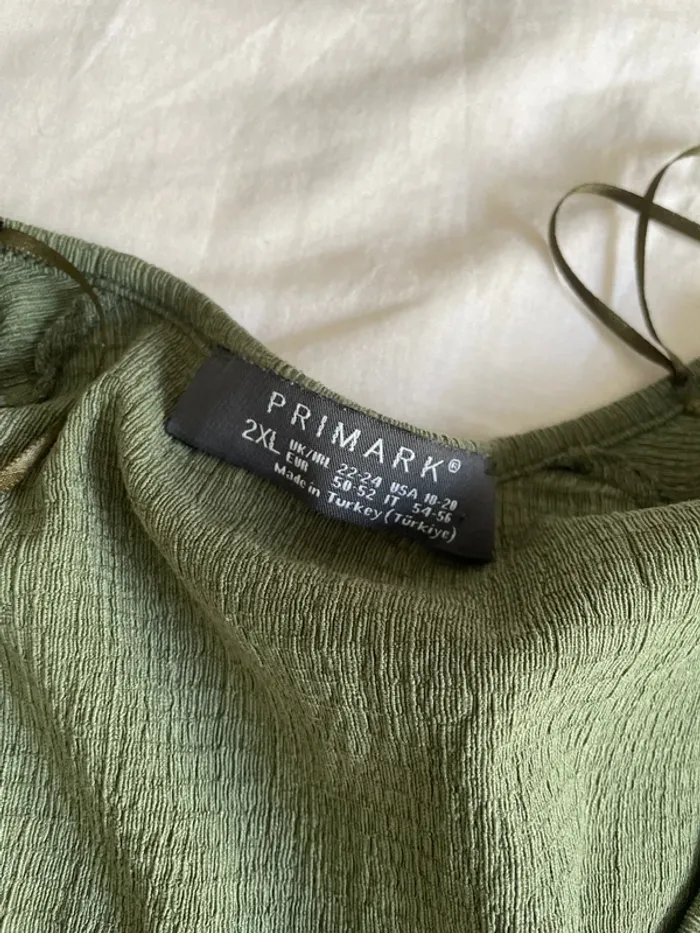 PRIMARK®
2XL UK/IRL 22-24 USA 18-20
EUR 50-52 IT 54-56
Made in Turkey (Türkiye)